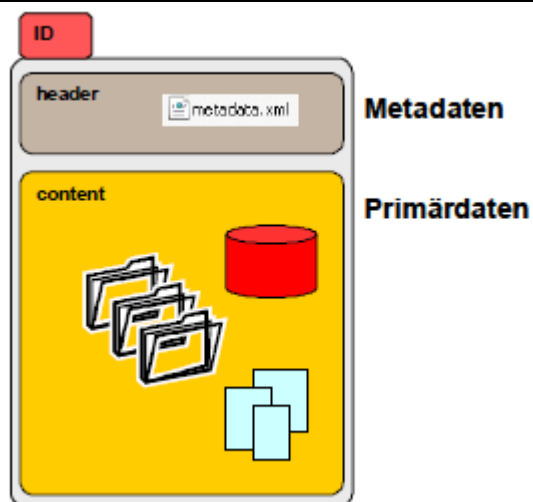 ID
header
metadata.xml
Metadaten
content
Primärdaten